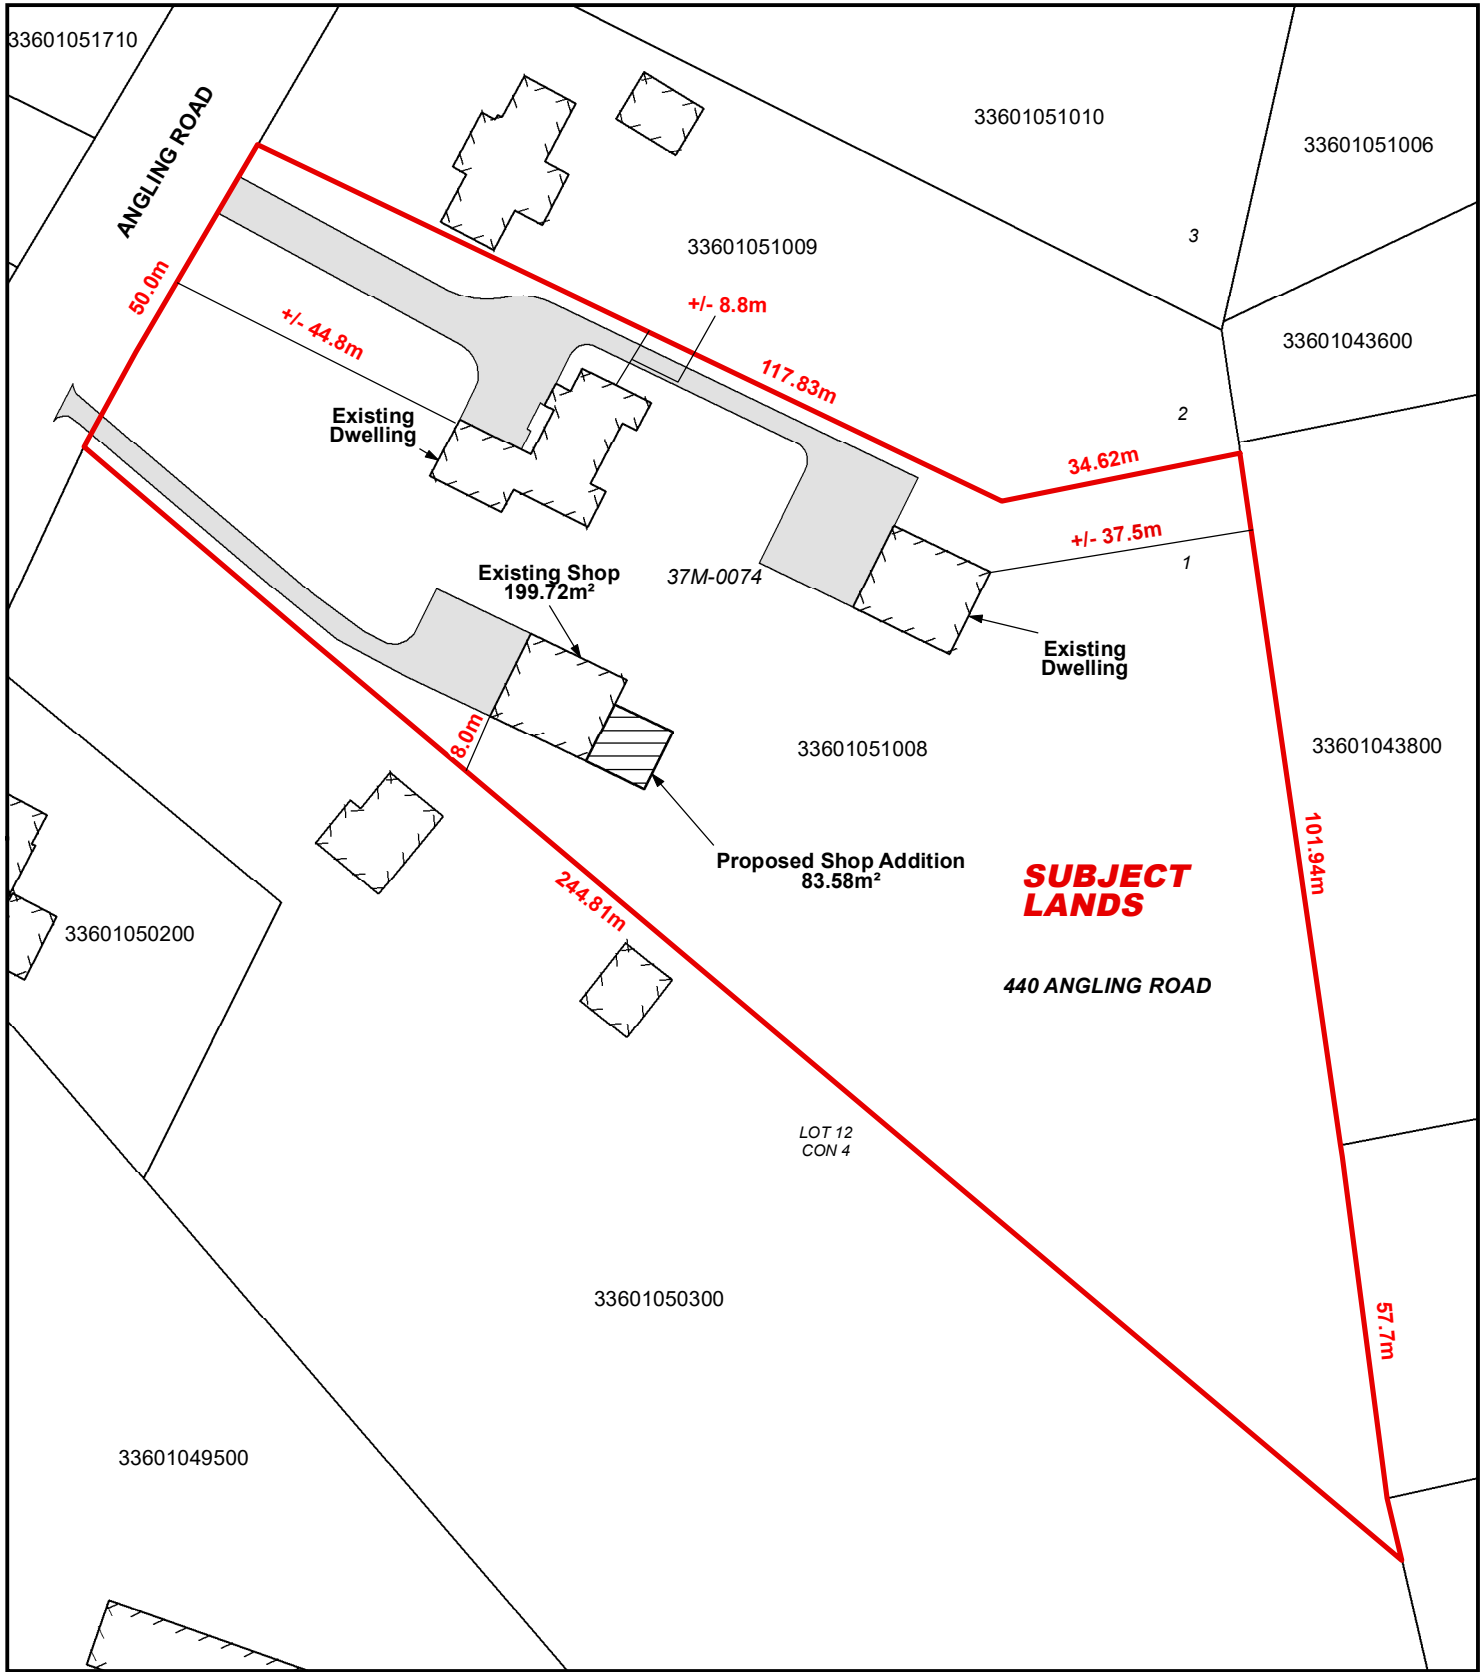 33601051710
ANGLING ROAD
33601051010
33601051006
3
33601051009
50.0m
+/- 8.8m
+/- 44.8m
33601043600
117.83m
2
Existing
Dwelling
34.62m
+/- 37.5m
1
Existing Shop
199.72m²
37M-0074
Existing
Dwelling
8.0m
33601051008
33601043800
101.94m
Proposed Shop Addition
83.58m²
SUBJECT
LANDS
244.81m
33601050200
440 ANGLING ROAD
LOT 12
CON 4
33601050300
57.7m
33601049500